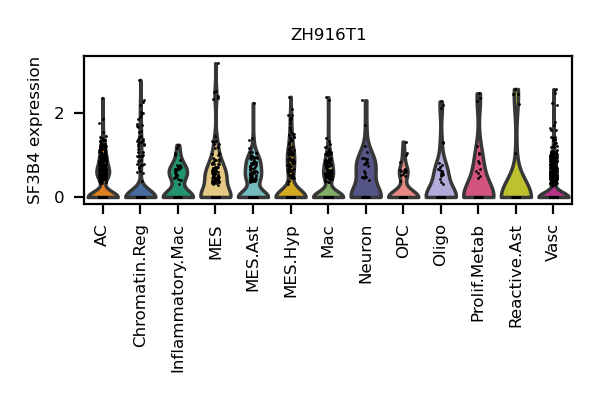 ZH916T1
SF3B4 expression
2
0
AC
Chromatin.Reg
Inflammatory.Mac
MES
MES.Ast
MES.Hyp
Mac
Neuron
OPC
Oligo
Prolif.Metab
Reactive.Ast
Vasc